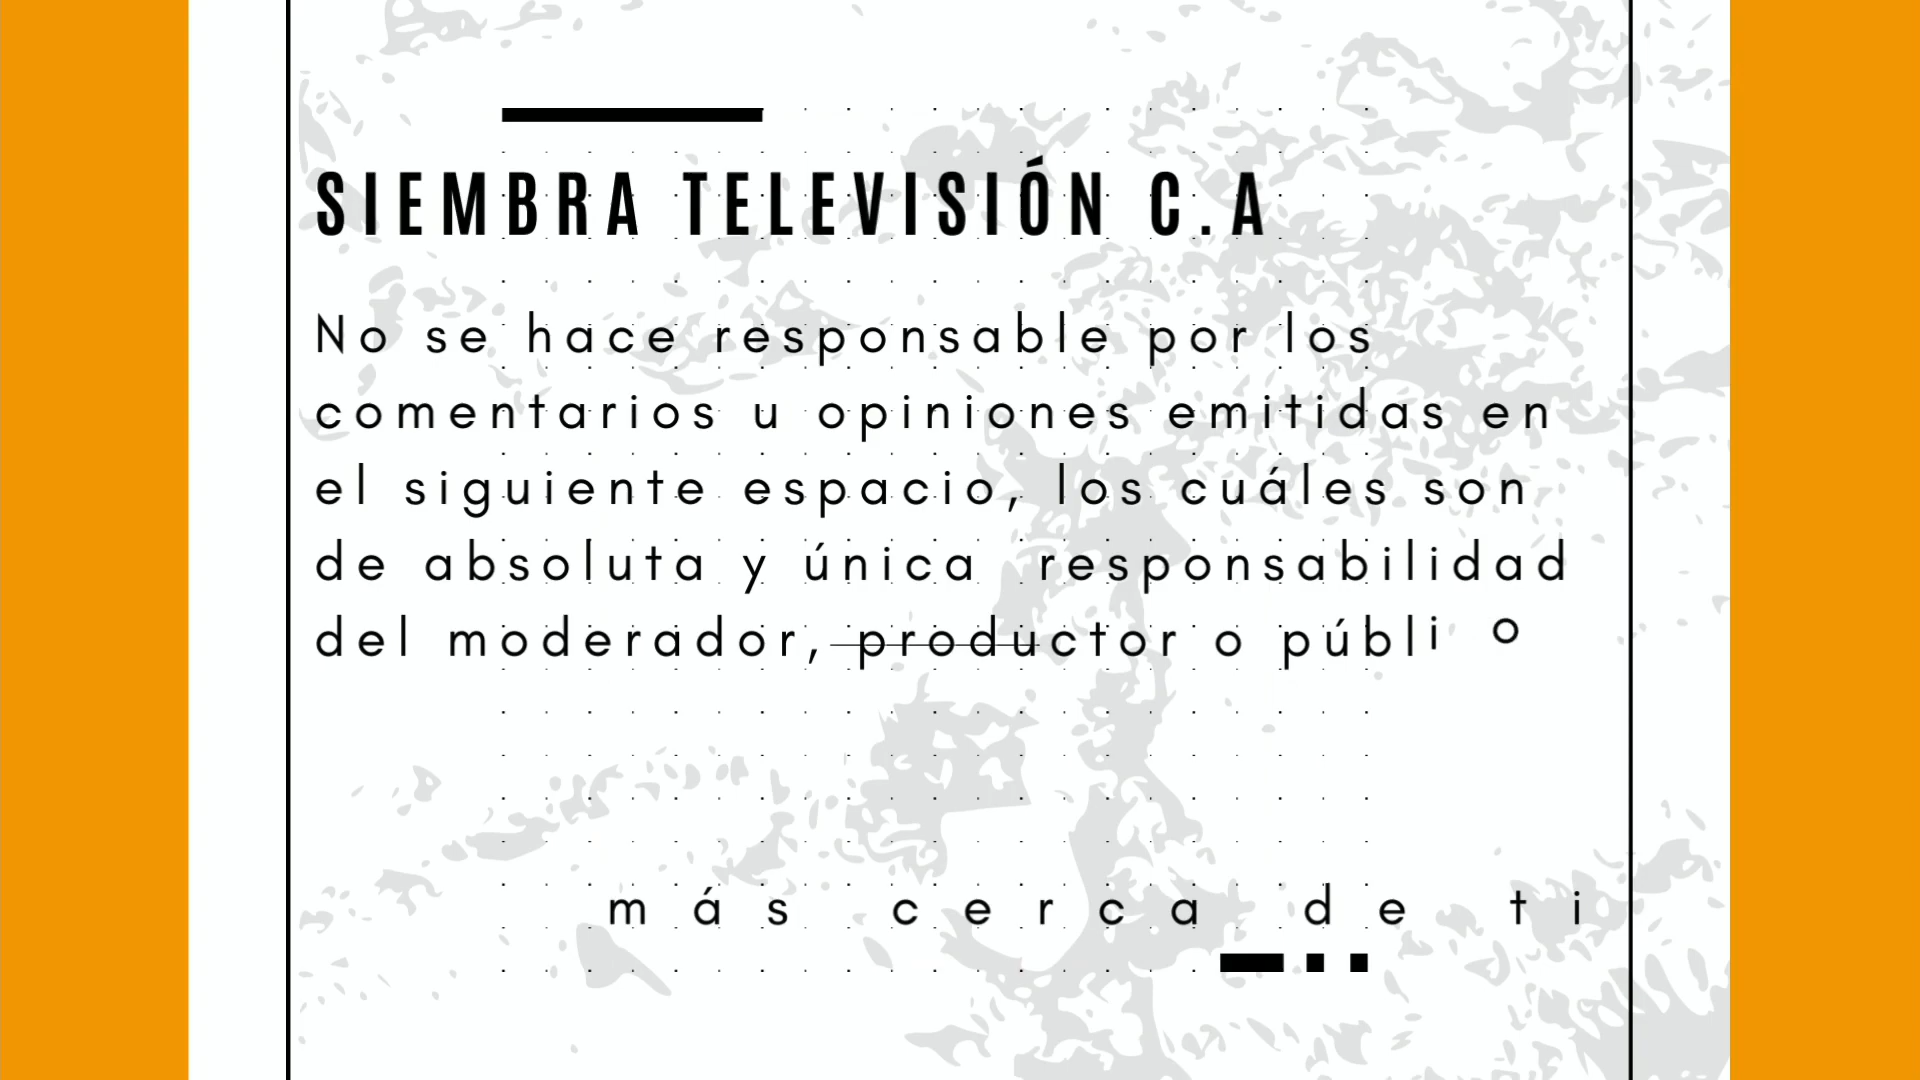 SIEMBRA TELEVISIÓN C.A
No se hace responsable por los
comentarios u opiniones emitidas en
el siguiente espacio, los cuáles son
de absoluta y única responsabilidad
del moderador, productor o públi o
más cerca de ti